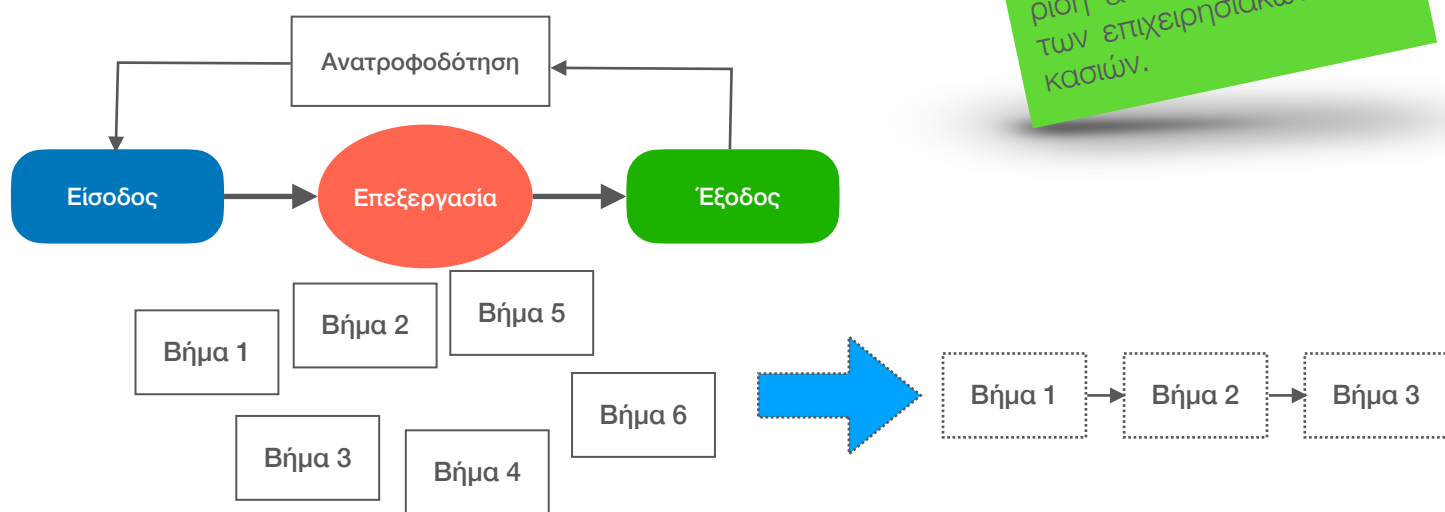 ριση
των επιχειρησιακών
κασιών.
Ανατροφοδότηση
Είσοδος
Επεξεργασία
Έξοδος
Βήμα 1
Βήμα 2
Βήμα 5
Βήμα 6
Βήμα 3
Βήμα 4
Βήμα 1
Βήμα 2
Βήμα 3